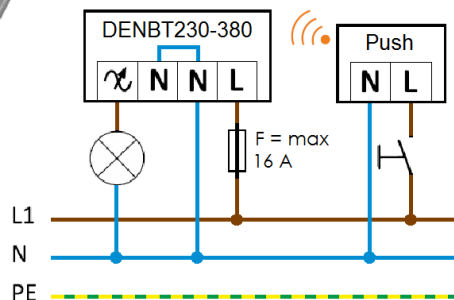 DENBT230-380
N N L
Push
N L
F = max
16 A
L1
N
PE